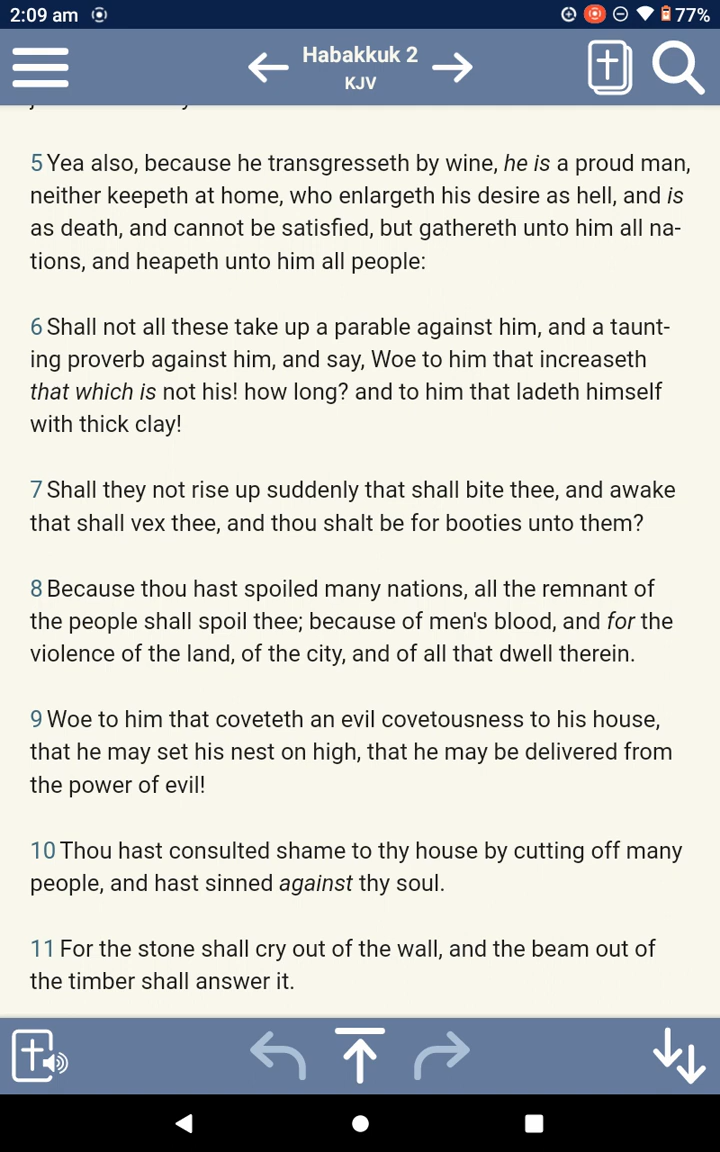 2:09 am 77%
Habakkuk 2
KJV
5 Yea also, because he transgresseth by wine, he is a proud man,
neither keepeth at home, who enlargeth his desire as hell, and is
as death, and cannot be satisfied, but gathereth unto him all na-
tions, and heapeth unto him all people:
6 Shall not all these take up a parable against him, and a taunt-
ing proverb against him, and say, Woe to him that increaseth
that which is not his! how long? and to him that ladeth himself
with thick clay!
7 Shall they not rise up suddenly that shall bite thee, and awake
that shall vex thee, and thou shalt be for booties unto them?
8 Because thou hast spoiled many nations, all the remnant of
the people shall spoil thee; because of men's blood, and for the
violence of the land, of the city, and of all that dwell therein.
9 Woe to him that coveteth an evil covetousness to his house,
that he may set his nest on high, that he may be delivered from
the power of evil!
10 Thou hast consulted shame to thy house by cutting off many
people, and hast sinned against thy soul.
11 For the stone shall cry out of the wall, and the beam out of
the timber shall answer it.